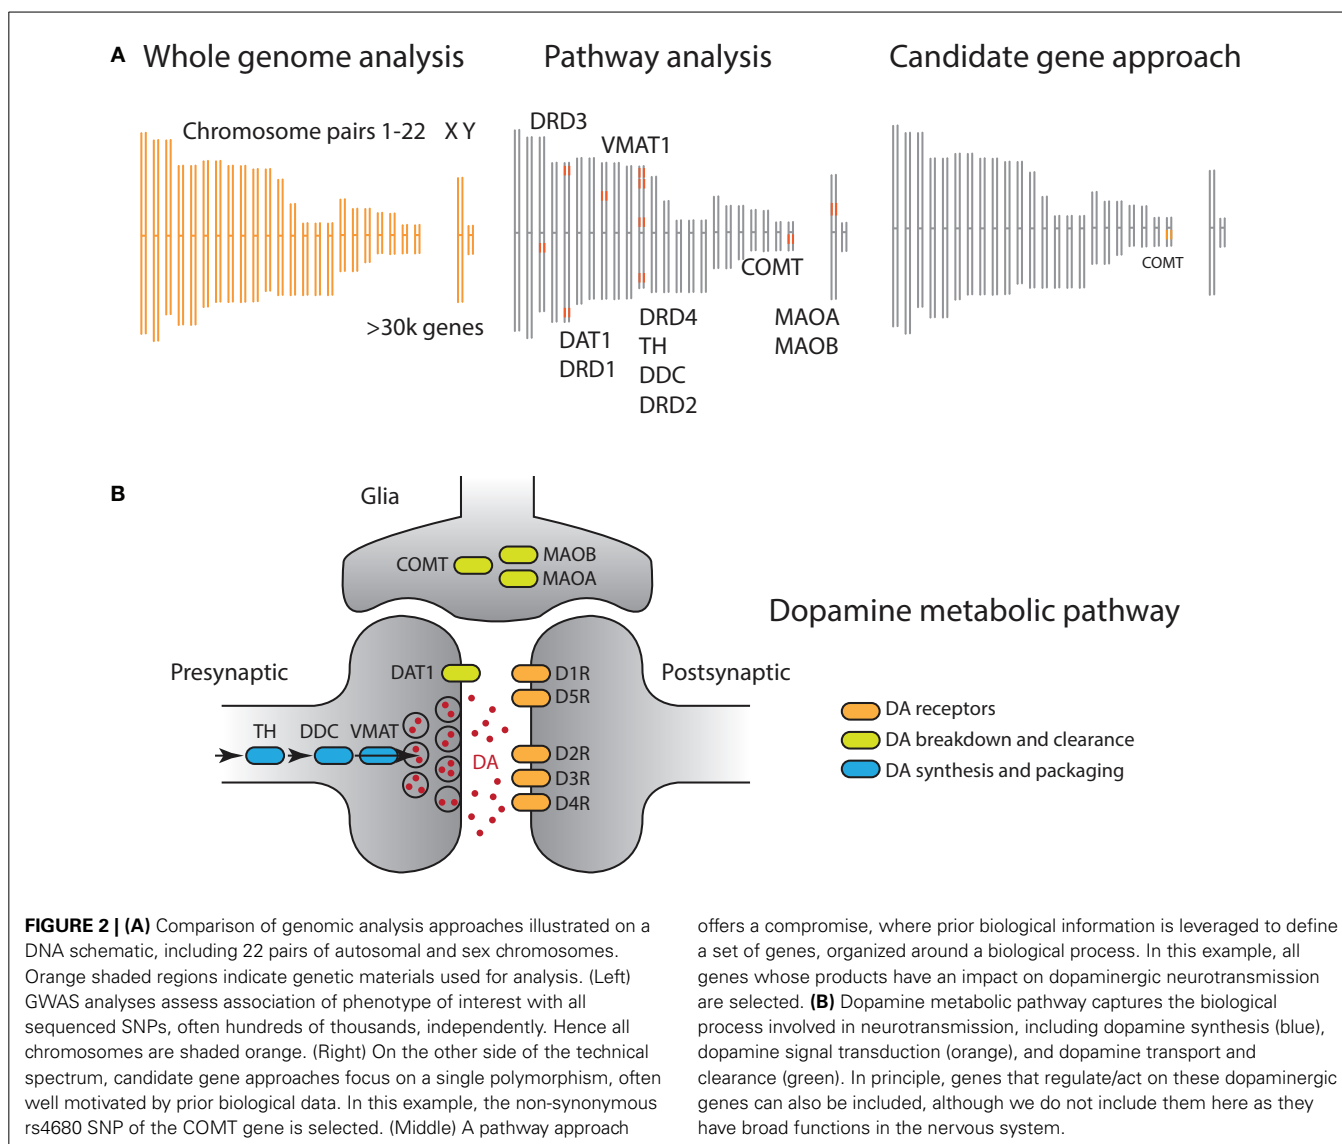 A Whole genome analysis
Chromosome pairs 1-22 X Y
>30k genes
Pathway analysis
DRD3
VMAT1
COMT
DAT1
DRD1
DRD4
TH
DDC
DRD2
MAOA
MAOB
Candidate gene approach
COMT
B
Glia
COMT
MAOB
MAOA
Dopamine metabolic pathway
Presynaptic
DAT1
D1R
Postsynaptic
D5R
TH DDC VMAT
DA
D2R
D3R
D4R
DA receptors
DA breakdown and clearance
DA synthesis and packaging
FIGURE 2 | (A) Comparison of genomic analysis approaches illustrated on a
DNA schematic, including 22 pairs of autosomal and sex chromosomes.
Orange shaded regions indicate genetic materials used for analysis. (Left)
GWAS analyses assess association of phenotype of interest with all
sequenced SNPs, often hundreds of thousands, independently. Hence all
chromosomes are shaded orange. (Right) On the other side of the technical
spectrum, candidate gene approaches focus on a single polymorphism, often
well motivated by prior biological data. In this example, the non-synonymous
rs4680 SNP of the COMT gene is selected. (Middle) A pathway approach
offers a compromise, where prior biological information is leveraged to define
a set of genes, organized around a biological process. In this example, all
genes whose products have an impact on dopaminergic neurotransmission
are selected. (B) Dopamine metabolic pathway captures the biological
process involved in neurotransmission, including dopamine synthesis (blue),
dopamine signal transduction (orange), and dopamine transport and
clearance (green). In principle, genes that regulate/act on these dopaminergic
genes can also be included, although we do not include them here as they
have broad functions in the nervous system.